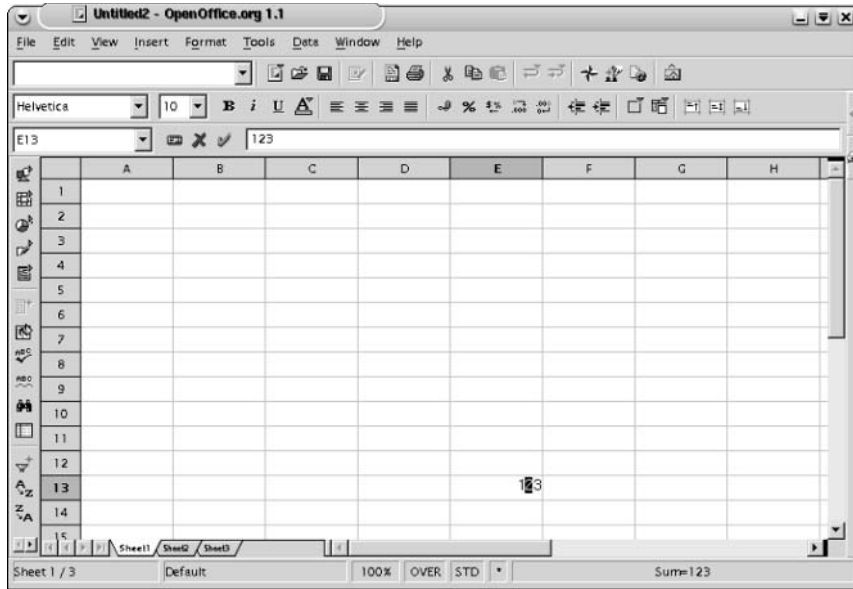 Untitled2 - OpenOffice.org 1.1
File Edit View Insert Format Tools Data Window Help
Helvetica 10 B i U A
E13 123
A B C D E F G H
1
2
3
4
5
6
7
8
9
10
11
12
13 123
14
15
Sheet1 Sheet2 Sheet3
Sheet 1 / 3 Default 100% OVER STD * Sum=123